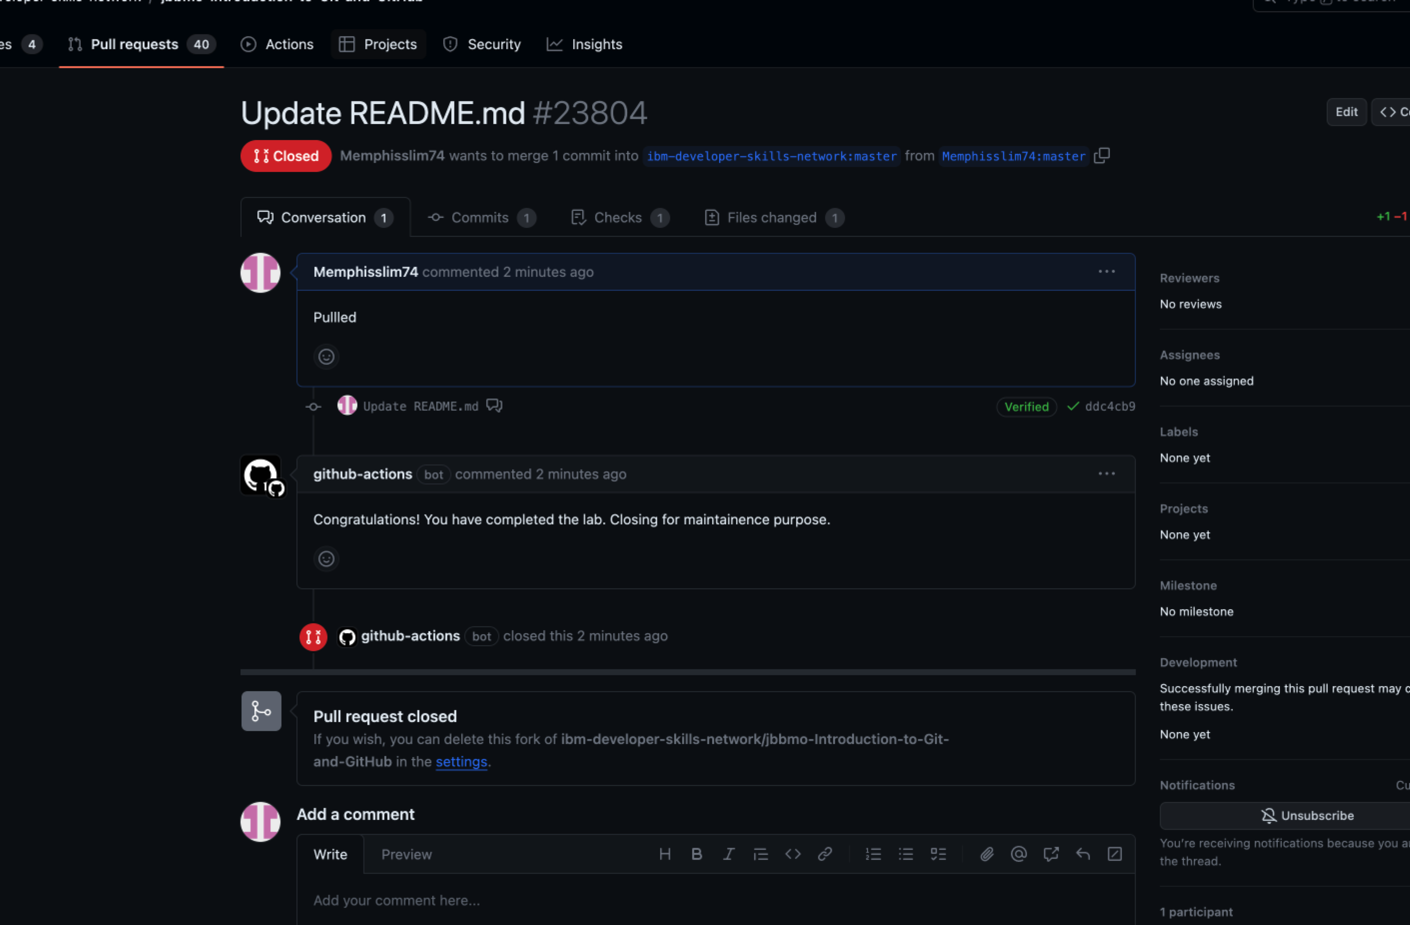 es 4 Pull requests 40 Actions Projects Security Insights
Update README.md #23804
Edit
Closed Memphisslim74 wants to merge 1 commit into ibm-developer-skills-network:master from Memphisslim74:master
Conversation 1 Commits 1 Checks 1 Files changed 1
+1 −1
Memphisslim74 commented 2 minutes ago
Pullled
Update README.md
Verified ddc4cb9
github-actions bot commented 2 minutes ago
Congratulations! You have completed the lab. Closing for maintainence purpose.
github-actions bot closed this 2 minutes ago
Pull request closed
If you wish, you can delete this fork of ibm-developer-skills-network/jbbmo-Introduction-to-Git-
and-GitHub in the settings.
Add a comment
Write Preview
Add your comment here...
Reviewers
No reviews
Assignees
No one assigned
Labels
None yet
Projects
None yet
Milestone
No milestone
Development
Successfully merging this pull request may
these issues.
None yet
Notifications
Unsubscribe
You're receiving notifications because you
the thread.
1 participant